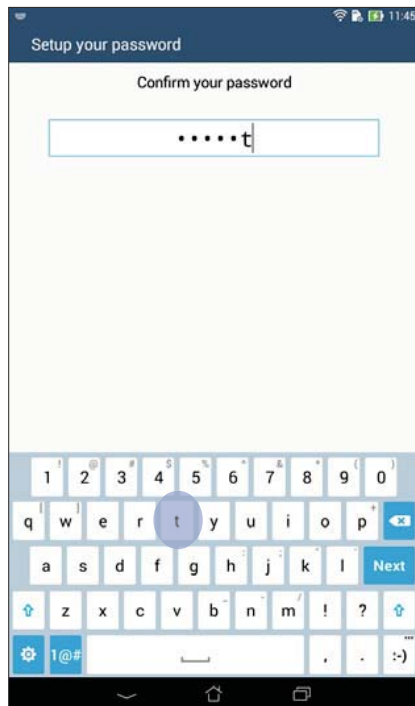 11:45
Setup your password
Confirm your password
•••••t
! @ # $ % ^ & * ( )
1 2 3 4 5 6 7 8 9 0
q w e r t y u i o p
a s d f g h j k l Next
z x c v b n m ! ?
1@# , . :-)